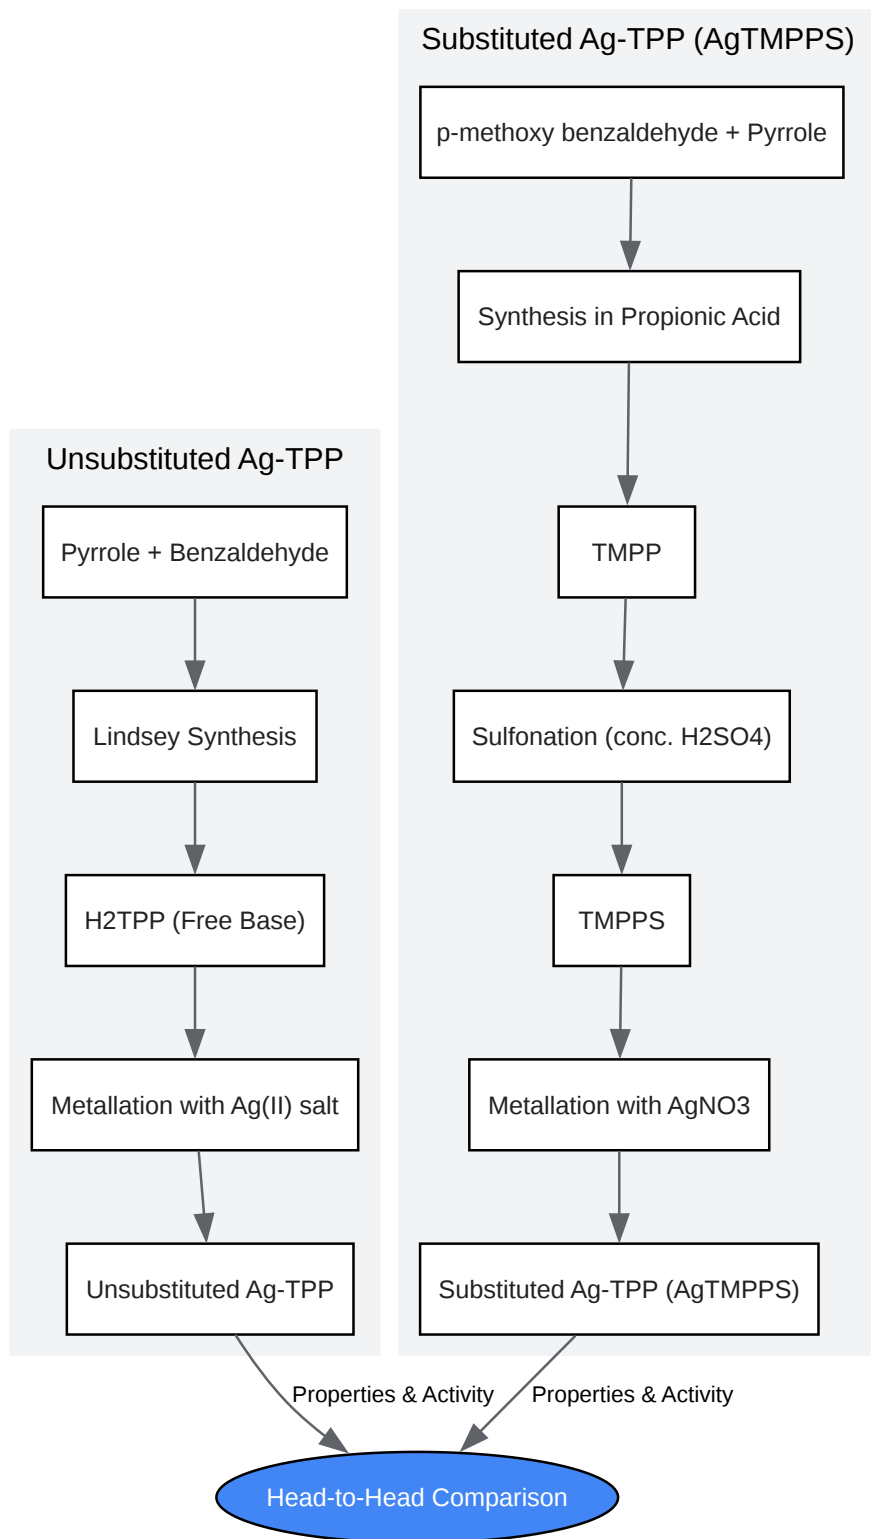 Substituted Ag-TPP (AgTMPPS)
p-methoxy benzaldehyde + Pyrrole
Synthesis in Propionic Acid
TMPP
Sulfonation (conc. H2SO4)
TMPPS
Metallation with AgNO3
Substituted Ag-TPP (AgTMPPS)
Unsubstituted Ag-TPP
Pyrrole + Benzaldehyde
Lindsey Synthesis
H2TPP (Free Base)
Metallation with Ag(II) salt
Unsubstituted Ag-TPP
Properties & Activity
Properties & Activity
Head-to-Head Comparison